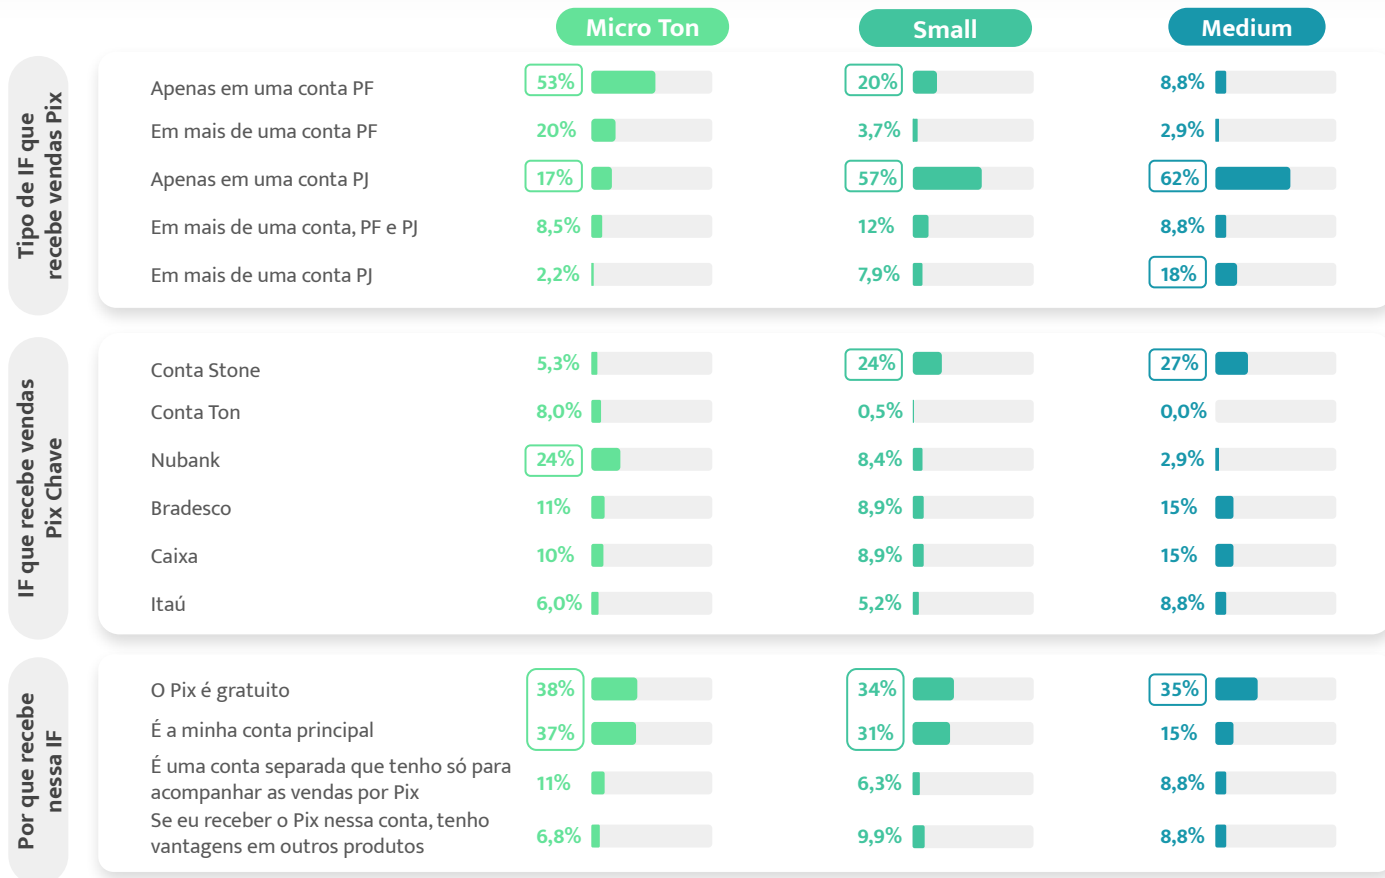 Micro Ton Small Medium
Tipo de IF que
recebe vendas Pix
Apenas em uma conta PF 53% 20% 8,8%
Em mais de uma conta PF 20% 3,7% 2,9%
Apenas em uma conta PJ 17% 57% 62%
Em mais de uma conta, PF e PJ 8,5% 12% 8,8%
Em mais de uma conta PJ 2,2% 7,9% 18%
IF que recebe vendas
Pix Chave
Conta Stone 5,3% 24% 27%
Conta Ton 8,0% 0,5% 0,0%
Nubank 24% 8,4% 2,9%
Bradesco 11% 8,9% 15%
Caixa 10% 8,9% 15%
Itaú 6,0% 5,2% 8,8%
Por que recebe
nessa IF
O Pix é gratuito 38% 34% 35%
É a minha conta principal 37% 31% 15%
É uma conta separada que tenho só para
acompanhar as vendas por Pix 11% 6,3% 8,8%
Se eu receber o Pix nessa conta, tenho
vantagens em outros produtos 6,8% 9,9% 8,8%